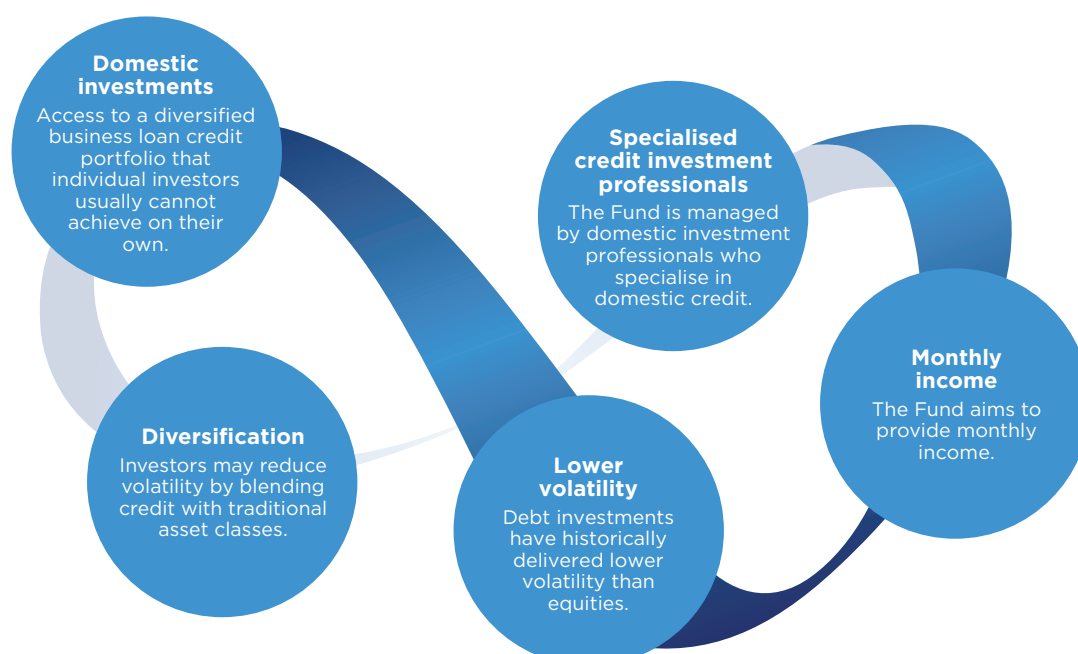 Domestic
investments
Access to a diversified
business loan credit
portfolio that
individual investors
usually cannot
achieve on their
own.
Diversification
Investors may reduce
volatility by blending
credit with traditional
asset classes.
Lower
volatility
Debt investments
have historically
delivered lower
volatility than
equities.
Specialised
credit investment
professionals
The Fund is managed
by domestic investment
professionals who
specialise in
domestic credit.
Monthly
income
The Fund aims to
provide monthly
income.